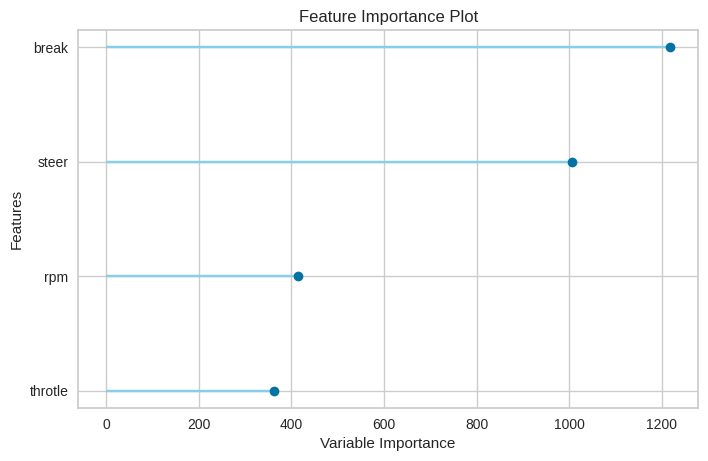 Feature Importance Plot
break
steer
rpm
throtle
Features
0 200 400 600 800 1000 1200
Variable Importance